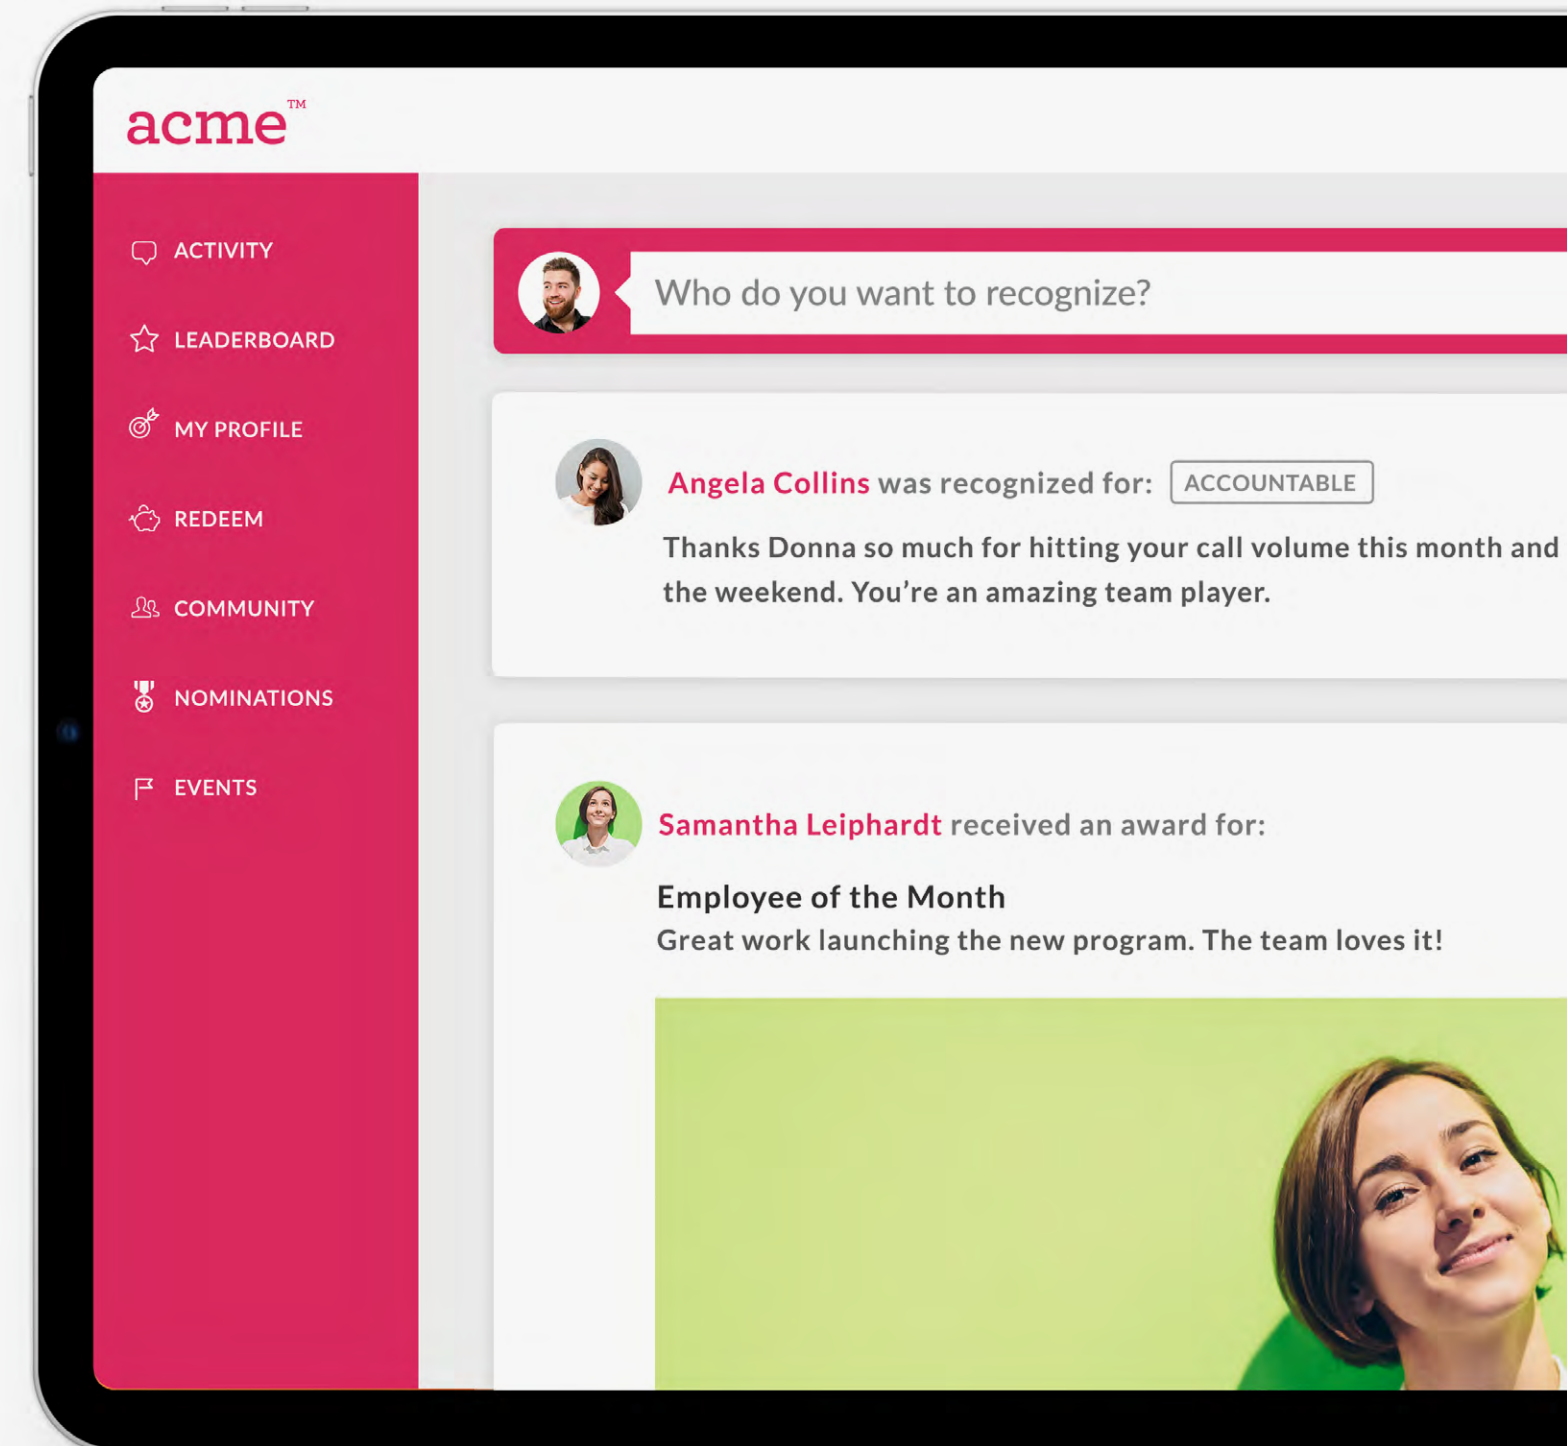 acme™
ACTIVITY
LEADERBOARD
MY PROFILE
REDEEM
COMMUNITY
NOMINATIONS
EVENTS
Who do you want to recognize?
Angela Collins was recognized for: ACCOUNTABLE
Thanks Donna so much for hitting your call volume this month and
the weekend. You’re an amazing team player.
Samantha Leiphardt received an award for:
Employee of the Month
Great work launching the new program. The team loves it!